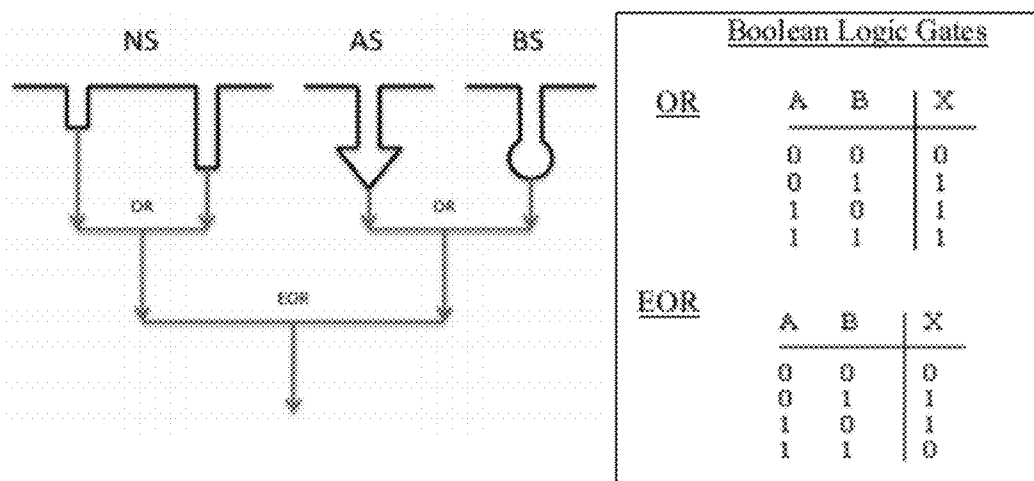 NS AS BS
OR OR
EOR
Boolean Logic Gates
OR
A B X
0 0 0
0 1 1
1 0 1
1 1 1
EOR
A B X
0 0 0
0 1 1
1 0 1
1 1 0